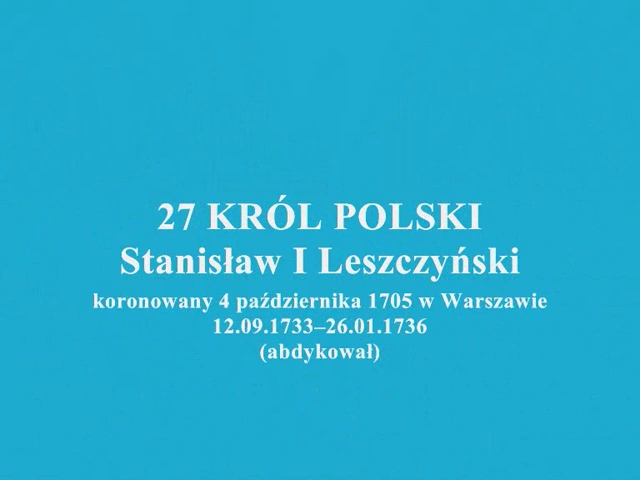 27 KRÓL POLSKI
Stanisław I Leszczyński
koronowany 4 października 1705 w Warszawie
12.09.1733–26.01.1736
(abdykował)